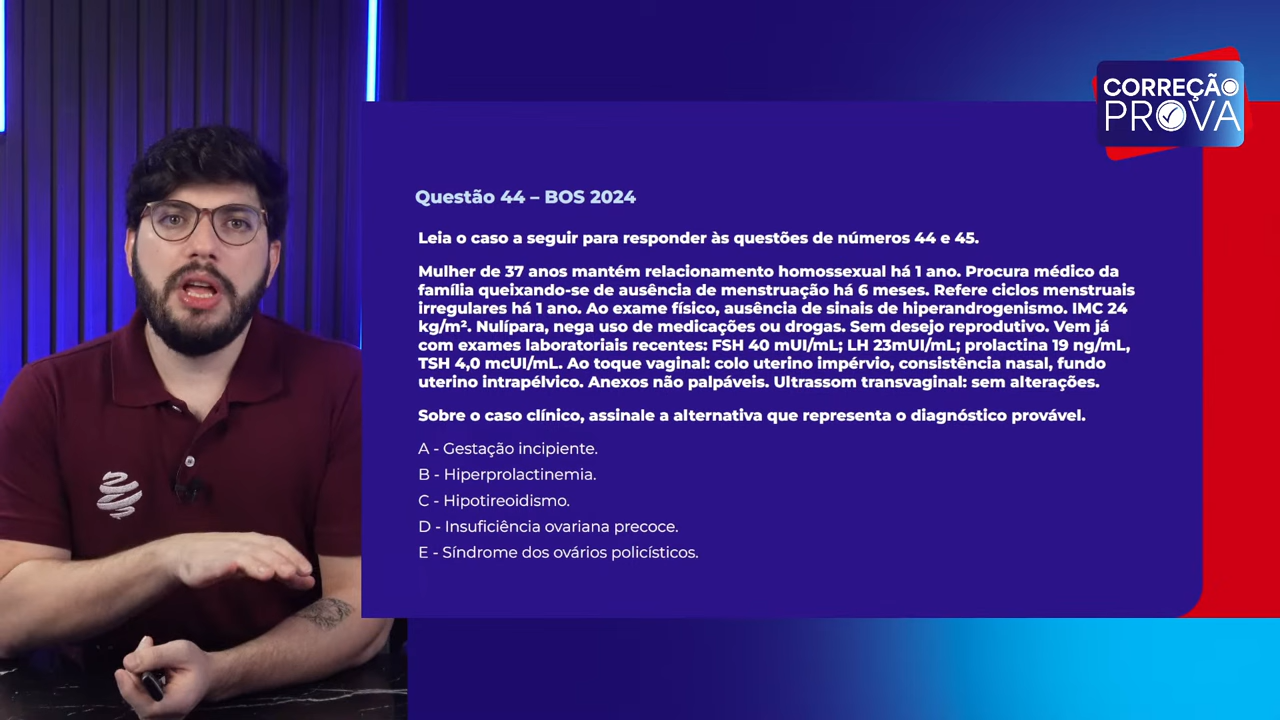 CORREÇÃO
PROVA
Questão 44 – BOS 2024
Leia o caso a seguir para responder às questões de números 44 e 45.
Mulher de 37 anos mantém relacionamento homossexual há 1 ano. Procura médico da
família queixando-se de ausência de menstruação há 6 meses. Refere ciclos menstruais
irregulares há 1 ano. Ao exame físico, ausência de sinais de hiperandrogenismo. IMC 24
kg/m². Nulípara, nega uso de medicações ou drogas. Sem desejo reprodutivo. Vem já
com exames laboratoriais recentes: FSH 40 mUI/mL; LH 23mUI/mL; prolactina 19 ng/mL,
TSH 4,0 mcUI/mL. Ao toque vaginal: colo uterino impérvio, consistência nasal, fundo
uterino intrapélvico. Anexos não palpáveis. Ultrassom transvaginal: sem alterações.
Sobre o caso clínico, assinale a alternativa que representa o diagnóstico provável.
A - Gestação incipiente.
B - Hiperprolactinemia.
C - Hipotireoidismo.
D - Insuficiência ovariana precoce.
E - Síndrome dos ovários policísticos.